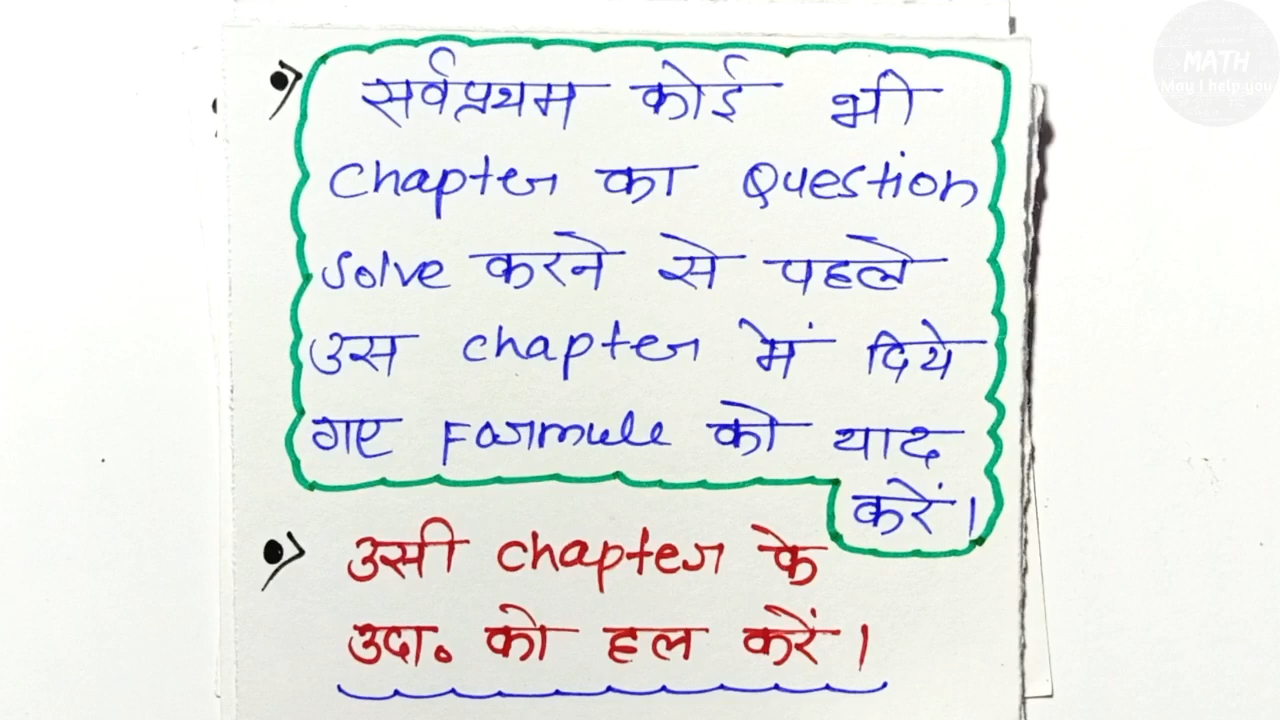 सर्वप्रथम कोई भी
Chapter का Question
Solve करने से पहले
उस chapter में दिये
गए Formule को याद
करें।
उसी chapter के
उदा. को हल करें।
MATH
May I help you